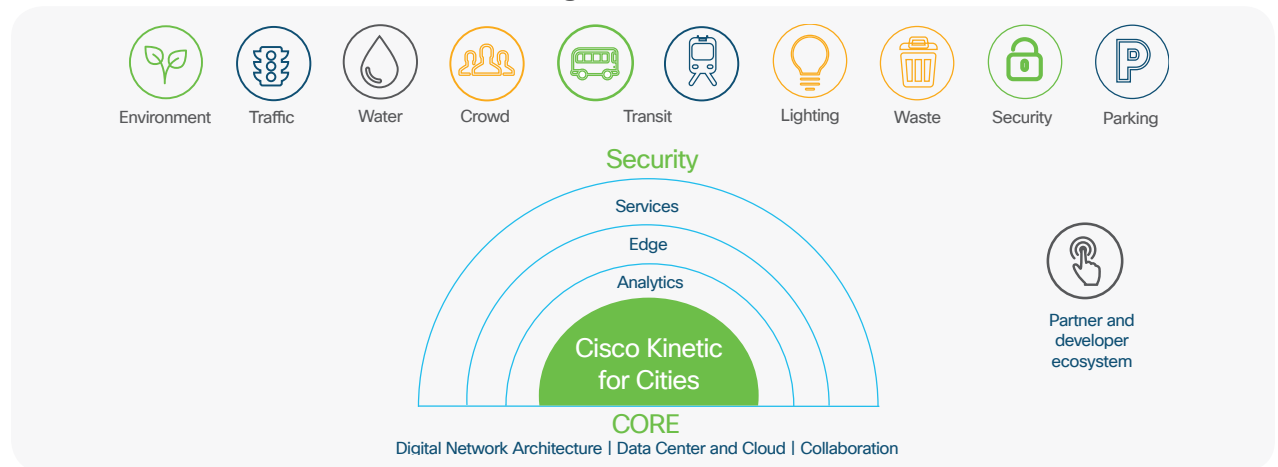 Environment
Traffic
Water
Crowd
Transit
Lighting
Waste
Security
P
Parking
Security
Services
Edge
Analytics
Cisco Kinetic
for Cities
CORE
Digital Network Architecture | Data Center and Cloud | Collaboration
Partner and
developer
ecosystem